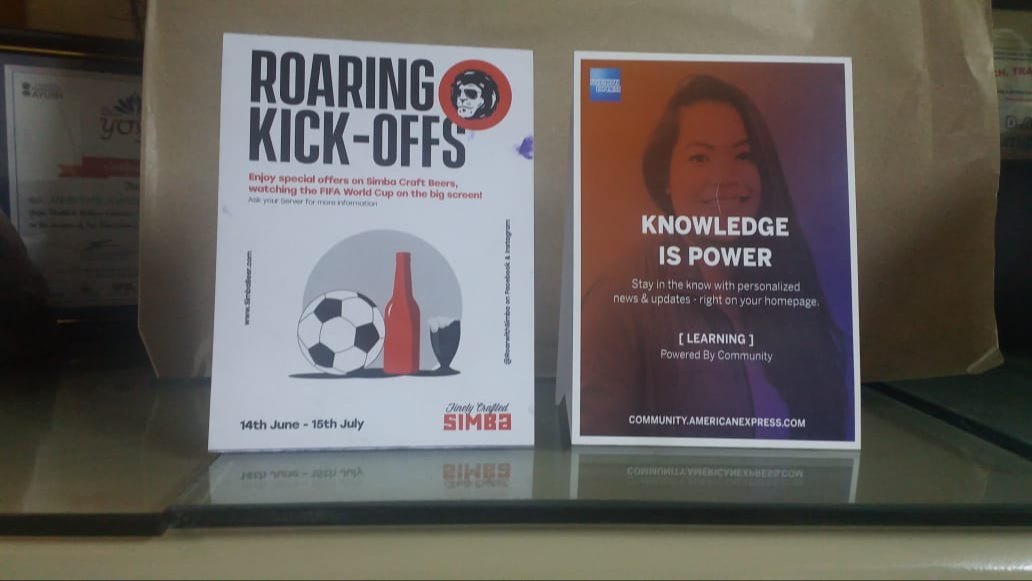 ROARING
KICK-OFFS
Enjoy special offers on Simba Craft Beers,
watching the FIFA World Cup on the big screen!
Ask your Server for more information
www.SimbaBeer.com
@RoarwithSimba on Facebook & Instagram
14th June - 15th July
Finely Crafted
SIMBA
AMERICAN
EXPRESS
KNOWLEDGE
IS POWER
Stay in the know with personalized
news & updates - right on your homepage.
[ LEARNING ]
Powered By Community
COMMUNITY.AMERICANEXPRESS.COM
AYUSH